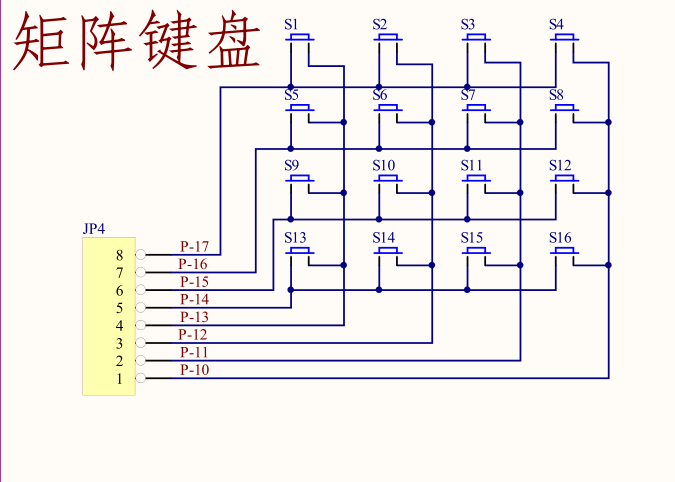 矩阵键盘
S1 S2 S3 S4
S5 S6 S7 S8
S9 S10 S11 S12
JP4
S13 S14 S15 S16
8 P-17
7 P-16
6 P-15
5 P-14
4 P-13
3 P-12
2 P-11
1 P-10